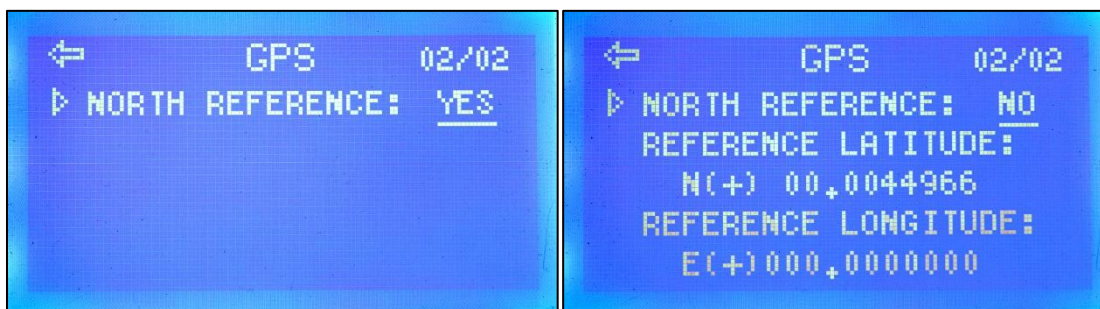 GPS 02/02
NORTH REFERENCE: YES
GPS 02/02
NORTH REFERENCE: NO
REFERENCE LATITUDE:
N(+) 00.0044966
REFERENCE LONGITUDE:
E(+)000.0000000